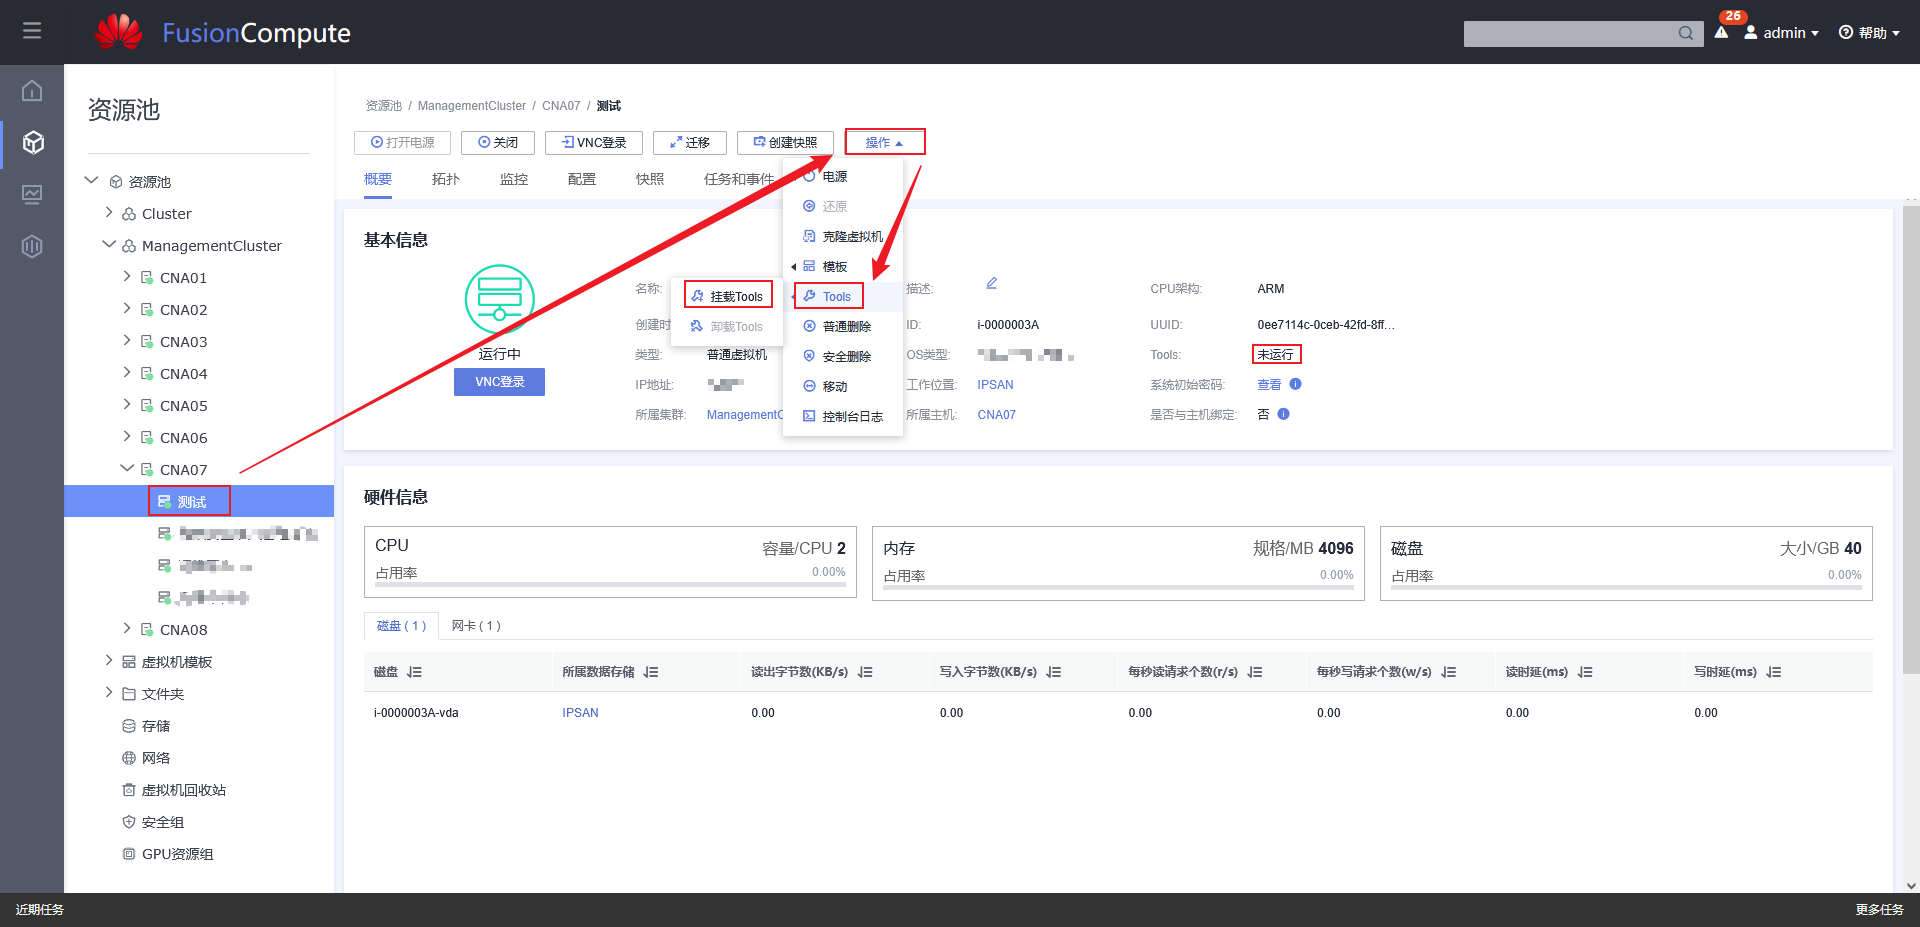 FusionCompute
26
admin
帮助
资源池
资源池
Cluster
ManagementCluster
CNA01
CNA02
CNA03
CNA04
CNA05
CNA06
CNA07
测试
CNA08
虚拟机模板
文件夹
存储
网络
虚拟机回收站
安全组
GPU资源组
资源池 / ManagementCluster / CNA07 / 测试
打开电源 关闭 VNC登录 迁移 创建快照 操作
概要 拓扑 监控 配置 快照 任务和事件
电源
还原
克隆虚拟机
模板
Tools
普通删除
安全删除
移动
控制台日志
挂载Tools
卸载Tools
基本信息
运行中
VNC登录
名称:
创建时
类型: 普通虚拟机
IP地址:
所属集群: ManagementC
描述:
ID: i-0000003A
OS类型:
工作位置: IPSAN
所属主机: CNA07
CPU架构: ARM
UUID: 0ee7114c-0ceb-42fd-8ff...
Tools: 未运行
系统初始密码: 查看
是否与主机绑定: 否
硬件信息
CPU 容量/CPU 2
占用率 0.00%
内存 规格/MB 4096
占用率 0.00%
磁盘 大小/GB 40
占用率 0.00%
磁盘 ( 1 ) 网卡 ( 1 )
磁盘 所属数据存储 读出字节数(KB/s) 写入字节数(KB/s) 每秒读请求个数(r/s) 每秒写请求个数(w/s) 读时延(ms) 写时延(ms)
i-0000003A-vda IPSAN 0.00 0.00 0.00 0.00 0.00 0.00
近期任务 更多任务